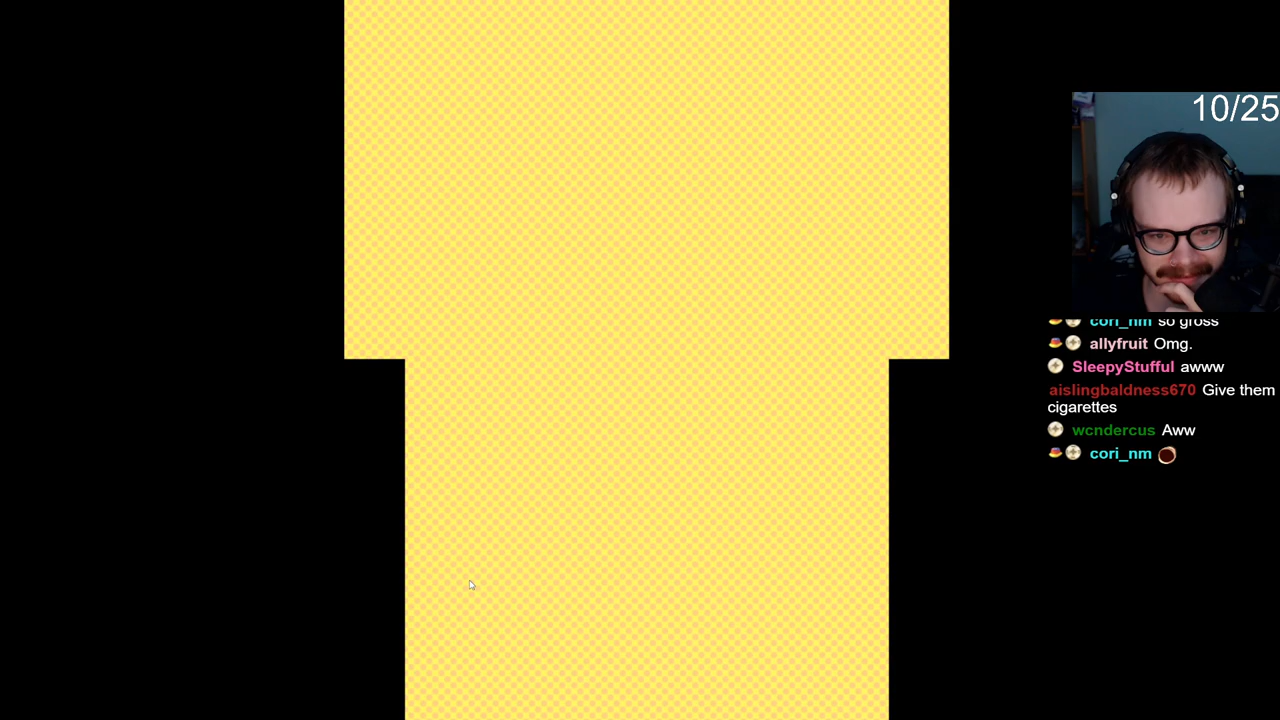 10/25
cori_nm so gross
allyfruit Omg.
SleepyStufful awww
aislingbaldness670 Give them
cigarettes
wcndercus Aww
cori_nm